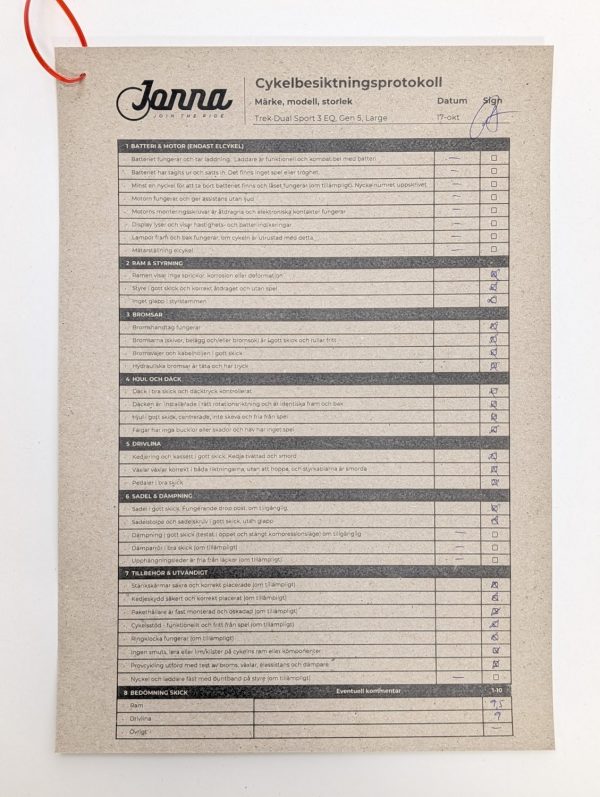 Jonna
JOIN THE RIDE
Cykelbesiktningsprotokoll
Märke, modell, storlek Datum Sign
Trek Dual Sport 3 EQ, Gen 5, Large 17-okt
1 BATTERI & MOTOR (ENDAST ELCYKEL)
Batteriet fungerar och tar laddning. Laddare är funktionell och kompatibel med batteri —
Batteriet har taghs ur och satts in. Det finns inget spel eller tröghet —
Minst en nyckel för att ta bort batteriet finns och låset fungerar (om tillämpligt). Nyckelnumret uppskrivet —
Motorn fungerar och ger assistans utan ljud —
Motorns monteringsskruvar är åtdragna och elektroniska kontakter fungerar —
Display lyser och visar hastighets- och batteriindikeringar —
Lampor fram och bak fungerar, om cykeln är utrustad med detta —
Mätarställning elcykel —
2 RAM & STYRNING
Ramen visar inga sprickor, korrosion eller deformation
Styre i gott skick och korrekt åtdraget och utan spel
Inget glapp i styrstammen
3 BROMSAR
Bromshandtag fungerar
Bromsarna (skivor, belägg och/eller bromsok) är i gott skick och rullar fritt
Bromsvajer och kabelhöljen i gott skick
Hydrauliska bromsar är täta och har tryck
4 HJUL OCH DÄCK
Däck i bra skick och däcktryck kontrollerat
Däcken är installerade i rätt rotationsriktning och är identiska fram och bak
Hjul i gott skick, centrerade, inte skeva och fria från spel
Fälgar har inga bucklor eller skador och nav har inget spel
5 DRIVLINA
Kedjering och kassett i gott skick. Kedja tvättad och smord
Växlar växlar korrekt i båda riktningarna, utan att hoppa, och styrkablarna är smorda
Pedaler i bra skick
6 SADEL & DÄMPNING
Sadel i gott skick. Fungerande drop post, om tillgänglig
Sadelstolpe och sadelskruv i gott skick, utan glapp
Dämpning i gott skick (testat i öppet och stängt kompressionsläge) om tillgänglig —
Dämparrör i bra skick (om tillämpligt) —
Upphängningsleder är fria från läckor (om tillämpligt) —
7 TILLBEHÖR & UTVÄNDIGT
Stänkskärmar säkra och korrekt placerade (om tillämpligt)
Kedjeskydd säkert och korrekt placerat (om tillämpligt)
Pakethållare är fast monterad och oskadad (om tillämpligt)
Cykelstöd - funktionellt och fritt från spel (om tillämpligt)
Ringklocka fungerar (om tillämpligt)
Ingen smuts, lera eller lim/klister på cykelns ram eller komponenter
Provcykling utförd med test av broms, växlar, elassistans och dämpare
Nyckel och laddare fäst med buntband på styre (om tillämpligt) —
8 BEDÖMNING SKICK Eventuell kommentar 1-10
Ram 9,5
Drivlina 9
Övrigt —